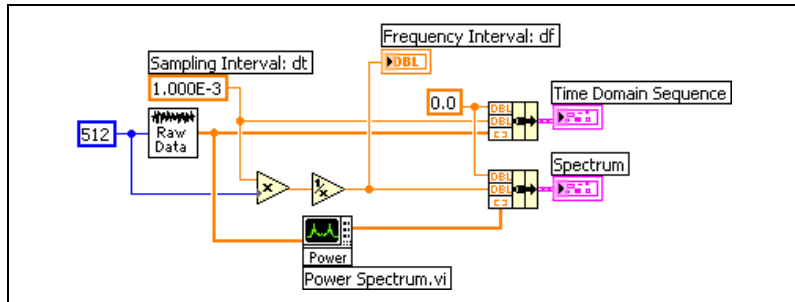 Frequency Interval: df
DBL
Sampling Interval: dt
1.000E-3
0.0
Time Domain Sequence
DBL
DBL
512
Raw
Data
Spectrum
x
1/x
DBL
DBL
Power
Power Spectrum.vi